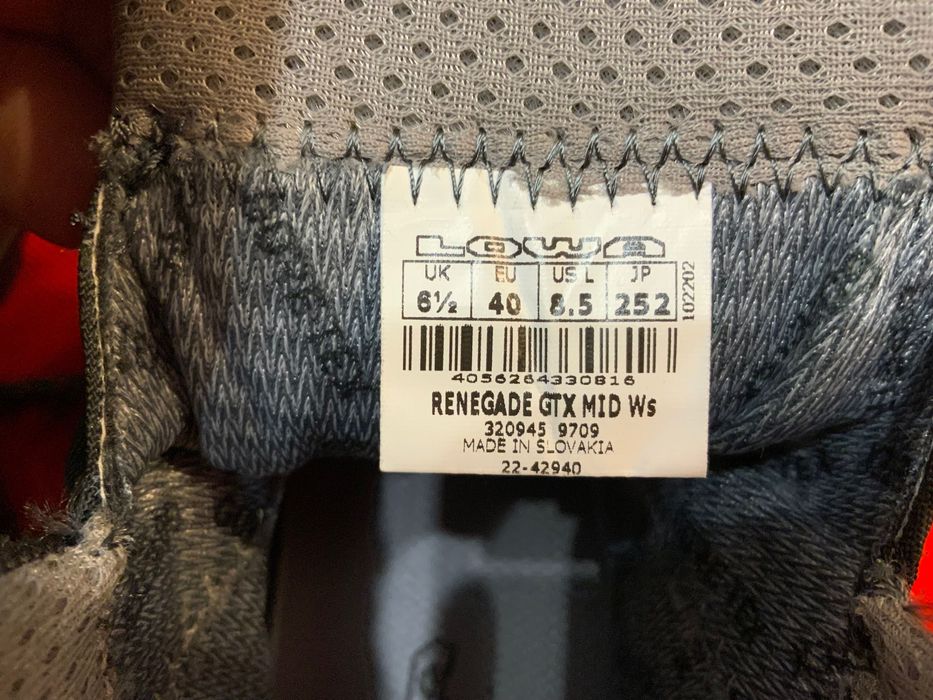 LOWA
UK EU US L JP
6½ 40 8.5 252
102202
4056264330816
RENEGADE GTX MID Ws
320945 9709
MADE IN SLOVAKIA
22-42940